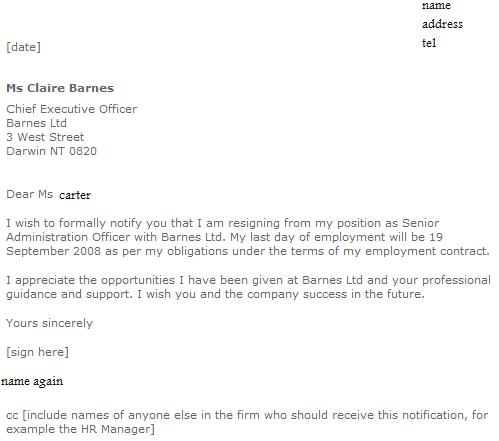 name
address
tel
[date]
Ms Claire Barnes
Chief Executive Officer
Barnes Ltd
3 West Street
Darwin NT 0820
Dear Ms carter
I wish to formally notify you that I am resigning from my position as Senior
Administration Officer with Barnes Ltd. My last day of employment will be 19
September 2008 as per my obligations under the terms of my employment contract.
I appreciate the opportunities I have been given at Barnes Ltd and your professional
guidance and support. I wish you and the company success in the future.
Yours sincerely
[sign here]
name again
cc [include names of anyone else in the firm who should receive this notification, for
example the HR Manager]